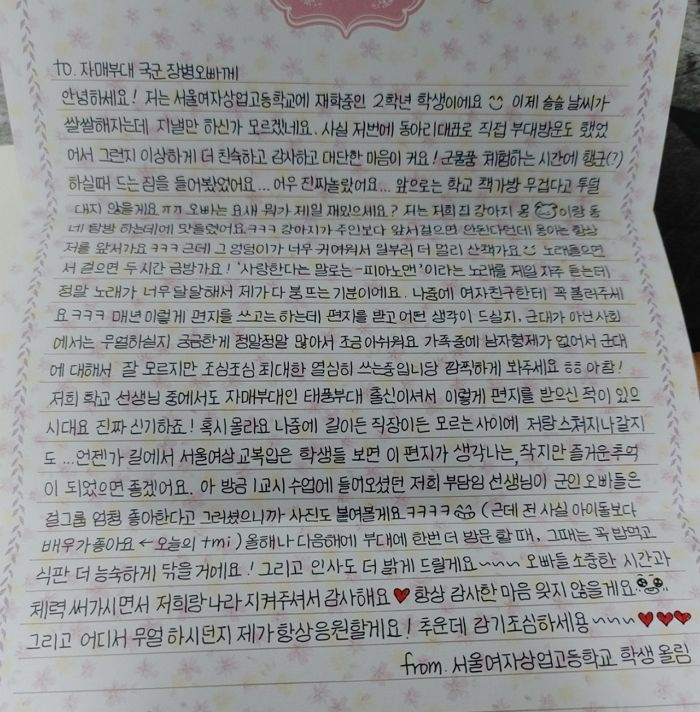 to. 자매부대 국군 장병오빠께
안녕하세요! 저는 서울여자상업고등학교에 재학중인 2학년 학생이에요 이제 슬슬 날씨가
쌀쌀해지는데 지낼만 하신가 모르겠네요. 사실 저번에 동아리대표로 직접 부대방문도 했었
어서 그런지 이상하게 더 친숙하고 감사하고 대단한 마음이 커요! 군물품 체험하는 시간에 행군(?)
하실때 드는 짐을 들어봤었어요... 어우 진짜놀랐어요... 앞으로는 학교 책가방 무겁다고 투덜
대지 않을게요ㅠㅠ 오빠는 요새 뭐가 제일 재밌으세요? 저는 저희집 강아지 몽이랑 동
네 탐방 하는데에 맛들렸어요.ㅋㅋㅋ 강아지가 주인보다 앞서걸으면 안된다던데 몽이는 항상
저를 앞서가요ㅋㅋㅋ 근데 그 엉덩이가 너무 귀여워서 일부러 더 멀리 산책가요 노래들으면
서 걸으면 두시간 금방가요! '사랑한다는 말로는-피아노맨'이라는 노래를 제일 자주 듣는데
정말 노래가 너무 달달해서 제가 다 붕뜨는 기분이에요. 나중에 여자친구한테 꼭 불러주세
요ㅋㅋㅋ 매년 이렇게 편지를 쓰고는 하는데 편지를 받고 어떤 생각이 드실지, 군대가 아닌 사회
에서는 무얼하실지 궁금한게 정말정말 많아서 조금 아쉬워요. 가족중에 남자형제가 없어서 군대
에 대해서 잘 모르지만 조심조심 최대한 열심히 쓰는중입니당 깜찍하게 봐주세요 ㅎㅎ 아참!
저희 학교 선생님 중에서도 자매부대인 태풍부대 출신이셔서 이렇게 편지를 받으신 적이 있으
시대요 진짜 신기하죠! 혹시 몰라요 나중에 길이든 직장이든 모르는 사이에 저랑 스쳐지나갈지
도 ...언젠가 길에서 서울여상교복입은 학생들 보면 이 편지가 생각나는, 작지만 즐거운 추억
이 되었으면 좋겠어요. 아 방금 1교시 수업에 들어오셨던 저희 부담임 선생님이 군인 오빠들은
걸그룹 엄청 좋아한다고 그러셨으니까 사진도 붙여볼게요ㅋㅋㅋㅋ (근데 전 사실 아이돌보다
배우가 좋아요 ← 오늘의 tmi) 올해나 다음해에 부대에 한번 더 방문 할 때, 그때는 꼭 밥먹고
식판 더 능숙하게 닦을 거에요! 그리고 인사도 더 밝게 드릴게요~~~ 오빠들 소중한 시간과
체력 써가시면서 저희랑 나라 지켜주셔서 감사해요♥ 항상 감사한 마음 잊지 않을게요
그리고 어디서 무얼 하시던지 제가 항상 응원할게요! 추운데 감기조심하세용~~~♥♥♥
from. 서울여자상업고등학교 학생 올림